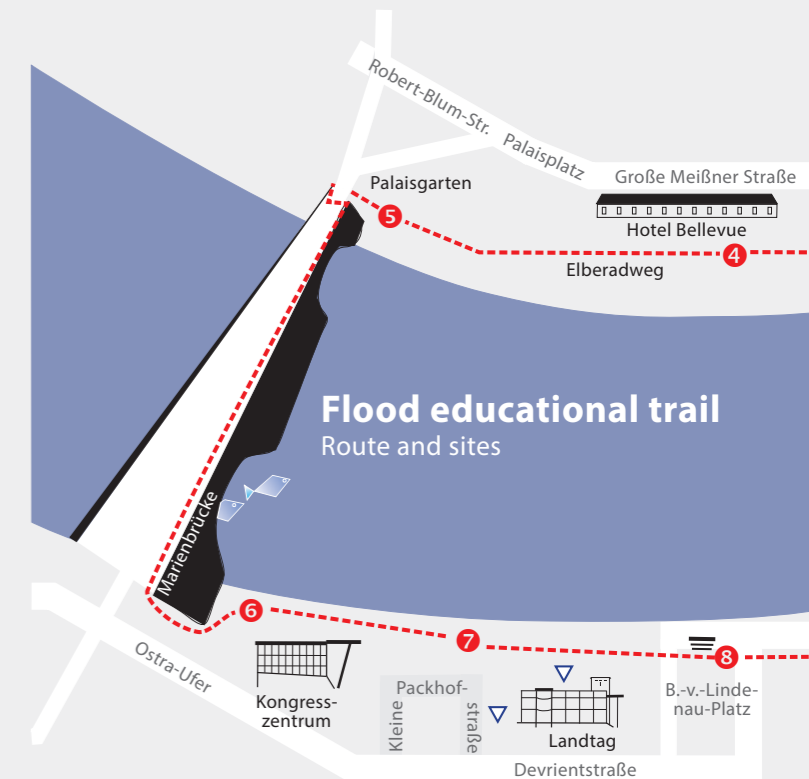 Robert-Blum-Str.
Palaisplatz
Große Meißner Straße
Palaisgarten
5
Hotel Bellevue
4
Elberadweg
Flood educational trail
Route and sites
Marienbrücke
6
7
8
Ostra-Ufer
Kongress-
zentrum
Kleine
Packhof-
straße
Landtag
B.-v.-Linde-
nau-Platz
Devrientstraße